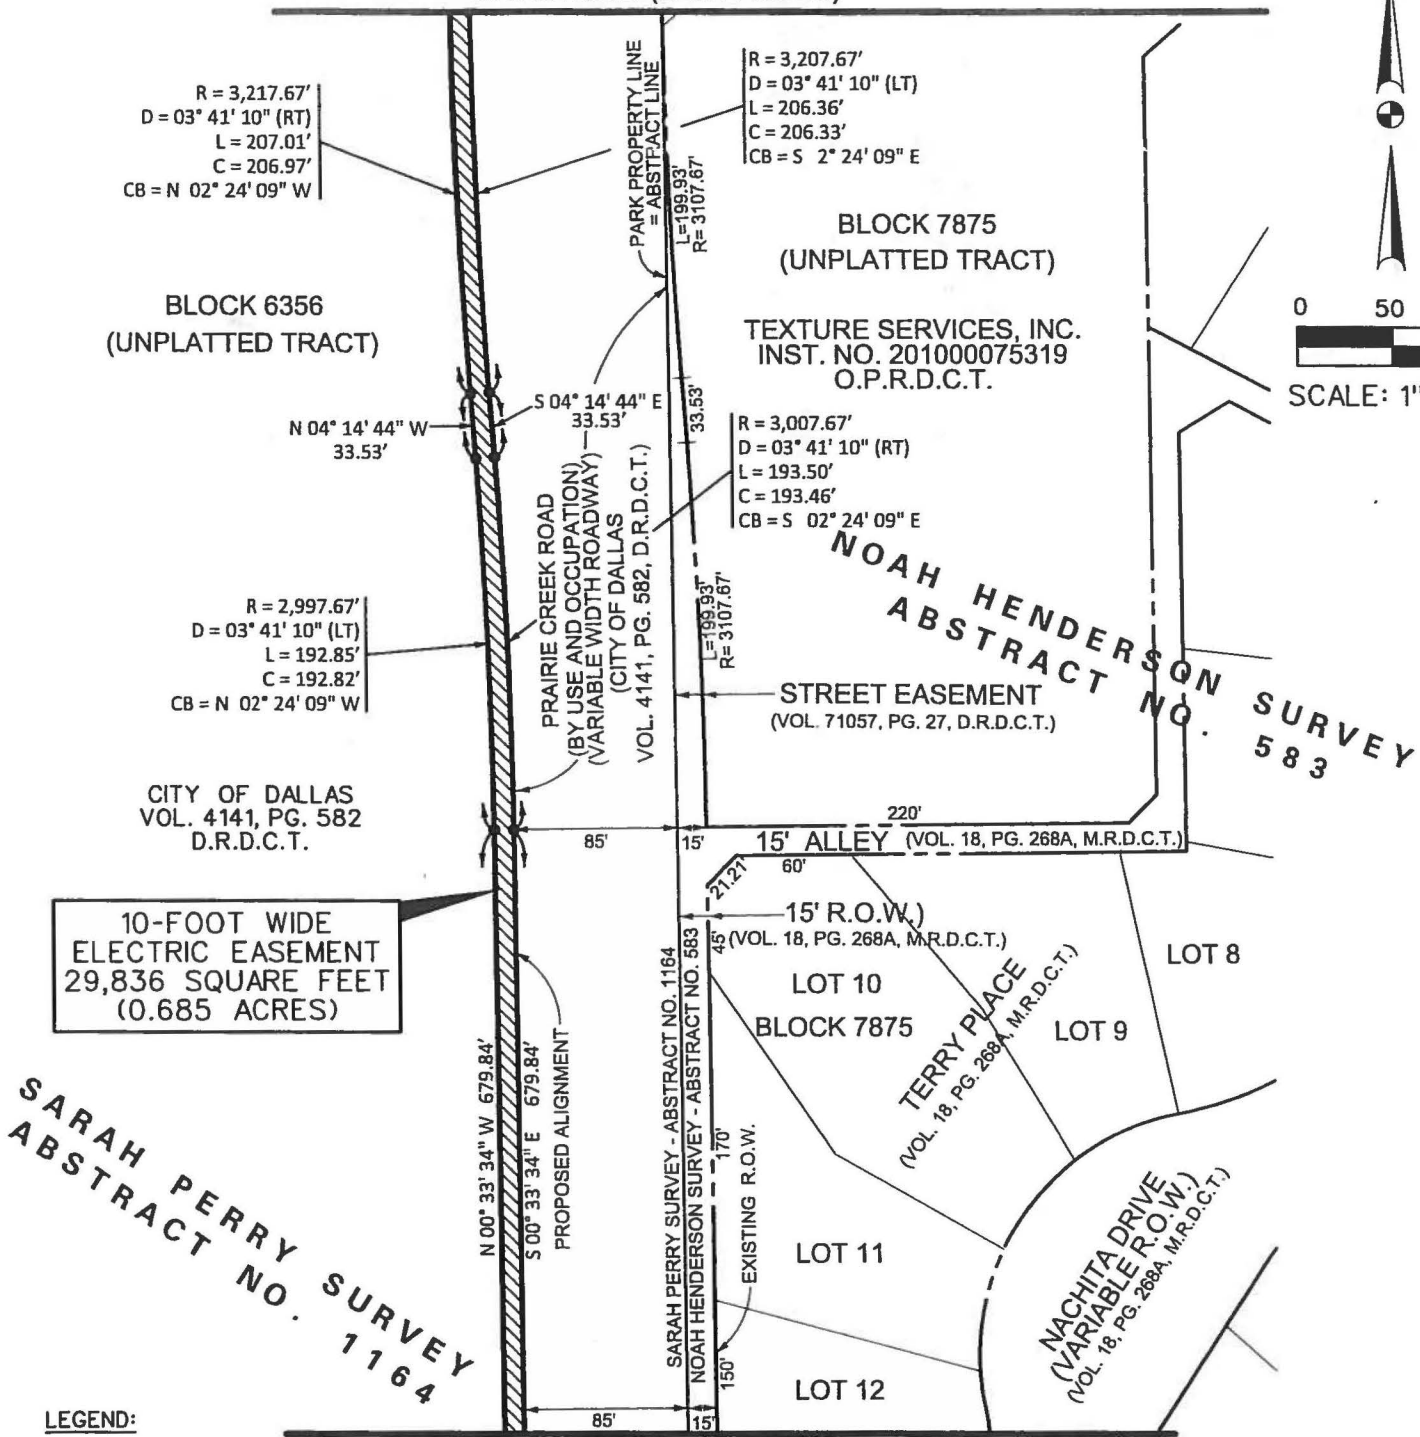 R = 3,217.67'
D = 03° 41' 10" (RT)
L = 207.01'
C = 206.97'
CB = N 02° 24' 09" W
PARK PROPERTY LINE
= ABSTRACT LINE
R = 3,207.67'
D = 03° 41' 10" (LT)
L = 206.36'
C = 206.33'
CB = S 2° 24' 09" E
L=199.93'
R= 3107.67'
BLOCK 7875
(UNPLATTED TRACT)
BLOCK 6356
(UNPLATTED TRACT)
TEXTURE SERVICES, INC.
INST. NO. 201000075319
O.P.R.D.C.T.
0 50
SCALE: 1"
N 04° 14' 44" W
33.53'
S 04° 14' 44" E
33.53'
33.53'
R = 3,007.67'
D = 03° 41' 10" (RT)
L = 193.50'
C = 193.46'
CB = S 02° 24' 09" E
PRAIRIE CREEK ROAD
(BY USE AND OCCUPATION)
(VARIABLE WIDTH ROADWAY)
(CITY OF DALLAS
VOL. 4141, PG. 582, D.R.D.C.T.)
NOAH HENDERSON SURVEY
ABSTRACT NO. 583
R = 2,997.67'
D = 03° 41' 10" (LT)
L = 192.85'
C = 192.82'
CB = N 02° 24' 09" W
L=199.93'
R= 3107.67'
STREET EASEMENT
(VOL. 71057, PG. 27, D.R.D.C.T.)
CITY OF DALLAS
VOL. 4141, PG. 582
D.R.D.C.T.
85'
15'
220'
15' ALLEY (VOL. 18, PG. 268A, M.R.D.C.T.)
60'
21.21'
10-FOOT WIDE
ELECTRIC EASEMENT
29,836 SQUARE FEET
(0.685 ACRES)
15' R.O.W.)
(VOL. 18, PG. 268A, M.R.D.C.T.)
45'
LOT 10
BLOCK 7875
LOT 8
LOT 9
TERRY PLACE
(VOL. 18, PG. 268A, M.R.D.C.T.)
N 00° 33' 34" W 679.84'
S 00° 33' 34" E 679.84'
PROPOSED ALIGNMENT
SARAH PERRY SURVEY - ABSTRACT NO. 1164
NOAH HENDERSON SURVEY - ABSTRACT NO. 583
170'
EXISTING R.O.W.
SARAH PERRY SURVEY
ABSTRACT NO. 1164
LOT 11
NACHITA DRIVE
(VARIABLE R.O.W.)
(VOL. 18, PG. 268A, M.R.D.C.T.)
150'
LOT 12
LEGEND:
85'
15'